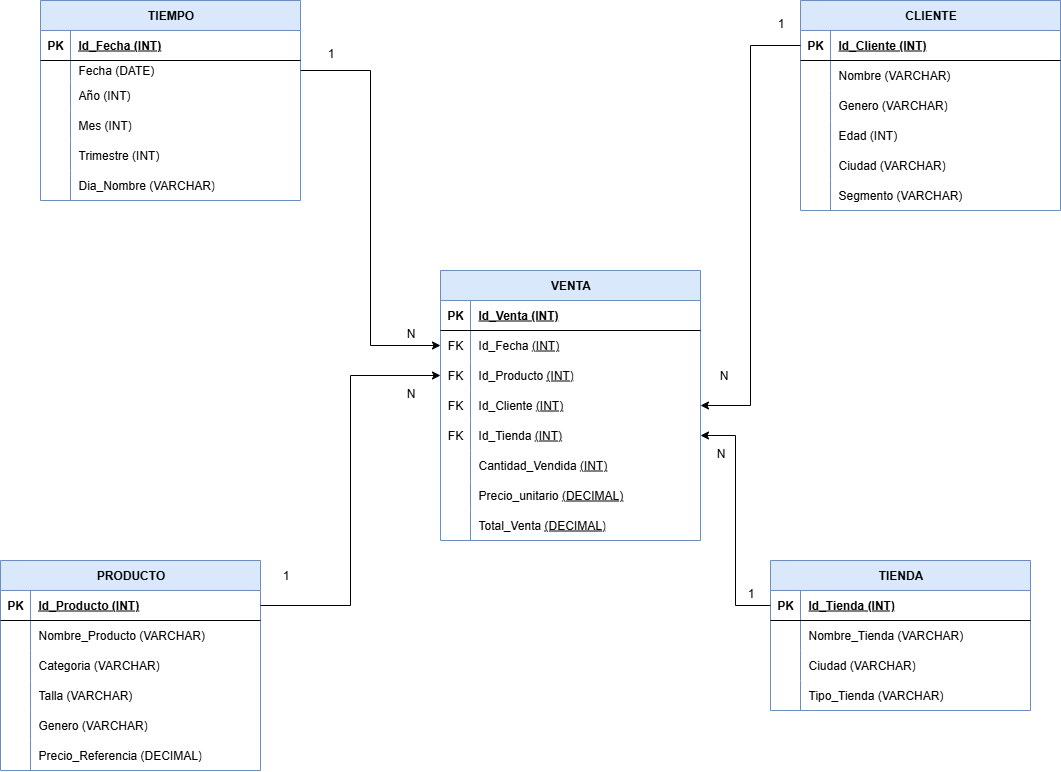 TIEMPO
PK Id_Fecha (INT)
Fecha (DATE)
Año (INT)
Mes (INT)
Trimestre (INT)
Dia_Nombre (VARCHAR)
1
CLIENTE
PK Id_Cliente (INT)
Nombre (VARCHAR)
Genero (VARCHAR)
Edad (INT)
Ciudad (VARCHAR)
Segmento (VARCHAR)
1
VENTA
PK Id_Venta (INT)
FK Id_Fecha (INT)
FK Id_Producto (INT)
FK Id_Cliente (INT)
FK Id_Tienda (INT)
Cantidad_Vendida (INT)
Precio_unitario (DECIMAL)
Total_Venta (DECIMAL)
N
N
N
N
PRODUCTO
PK Id_Producto (INT)
Nombre_Producto (VARCHAR)
Categoria (VARCHAR)
Talla (VARCHAR)
Genero (VARCHAR)
Precio_Referencia (DECIMAL)
1
TIENDA
PK Id_Tienda (INT)
Nombre_Tienda (VARCHAR)
Ciudad (VARCHAR)
Tipo_Tienda (VARCHAR)
1